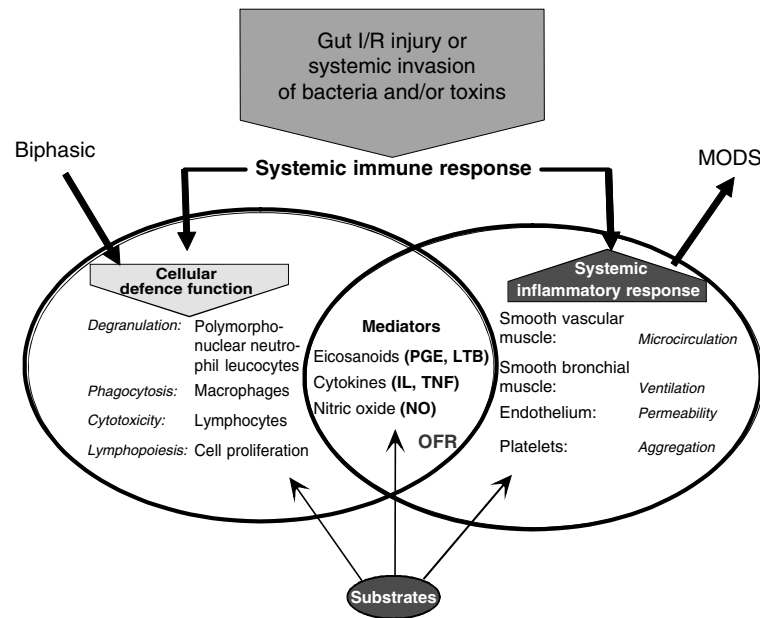 Gut I/R injury or
systemic invasion
of bacteria and/or toxins
Biphasic
Systemic immune response
MODS
Cellular
defence function
Systemic
inflammatory response
Degranulation: Polymorpho-
nuclear neutro-
phil leucocytes
Phagocytosis: Macrophages
Cytotoxicity: Lymphocytes
Lymphopoiesis: Cell proliferation
Mediators
Eicosanoids (PGE, LTB)
Cytokines (IL, TNF)
Nitric oxide (NO)
OFR
Smooth vascular
muscle: Microcirculation
Smooth bronchial
muscle: Ventilation
Endothelium: Permeability
Platelets: Aggregation
Substrates